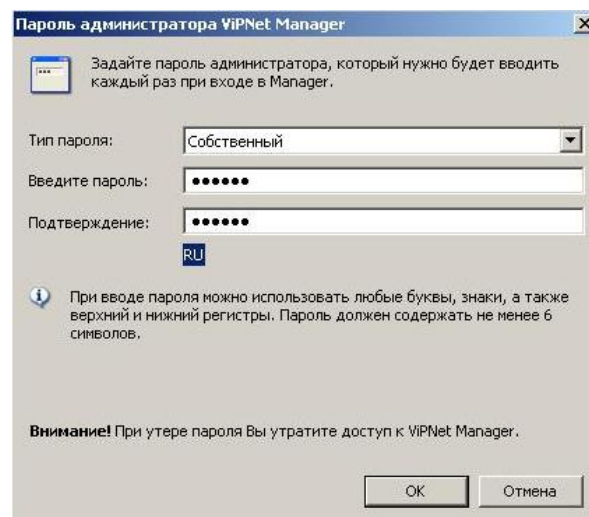 Пароль администратора ViPNet Manager
Задайте пароль администратора, который нужно будет вводить
каждый раз при входе в Manager.
Тип пароля:
Собственный
Введите пароль:
●●●●●●
Подтверждение:
●●●●●●
RU
При вводе пароля можно использовать любые буквы, знаки, а также
верхний и нижний регистры. Пароль должен содержать не менее 6
символов.
Внимание! При утере пароля Вы утратите доступ к ViPNet Manager.
OK
Отмена